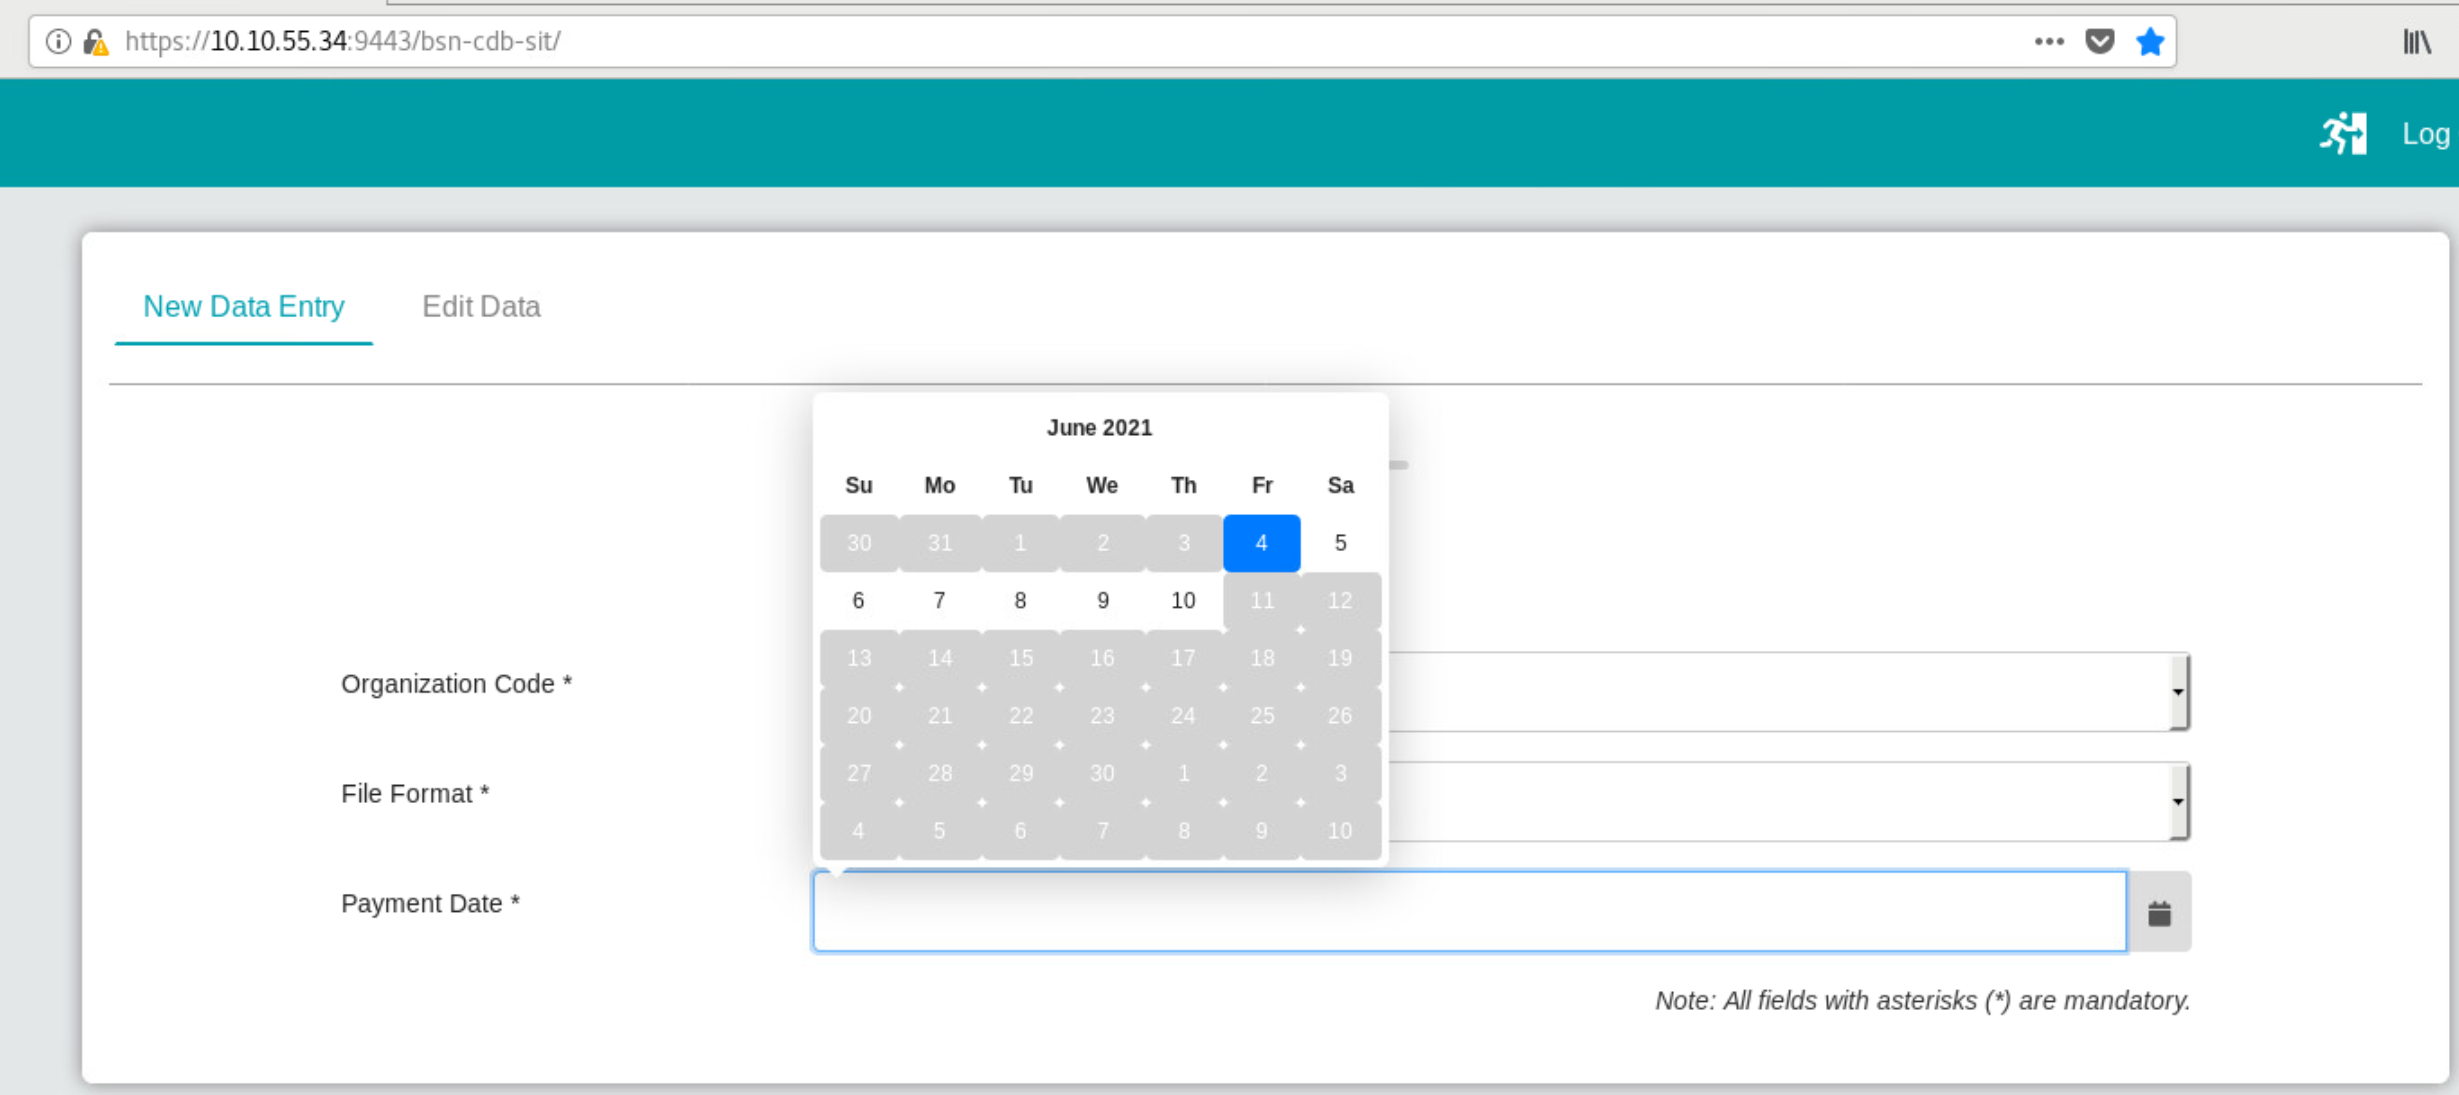 https://10.10.55.34:9443/bsn-cdb-sit/
Log
New Data Entry Edit Data
June 2021
Su Mo Tu We Th Fr Sa
30 31 1 2 3 4 5
6 7 8 9 10 11 12
13 14 15 16 17 18 19
20 21 22 23 24 25 26
27 28 29 30 1 2 3
4 5 6 7 8 9 10
Organization Code *
File Format *
Payment Date *
Note: All fields with asterisks (*) are mandatory.